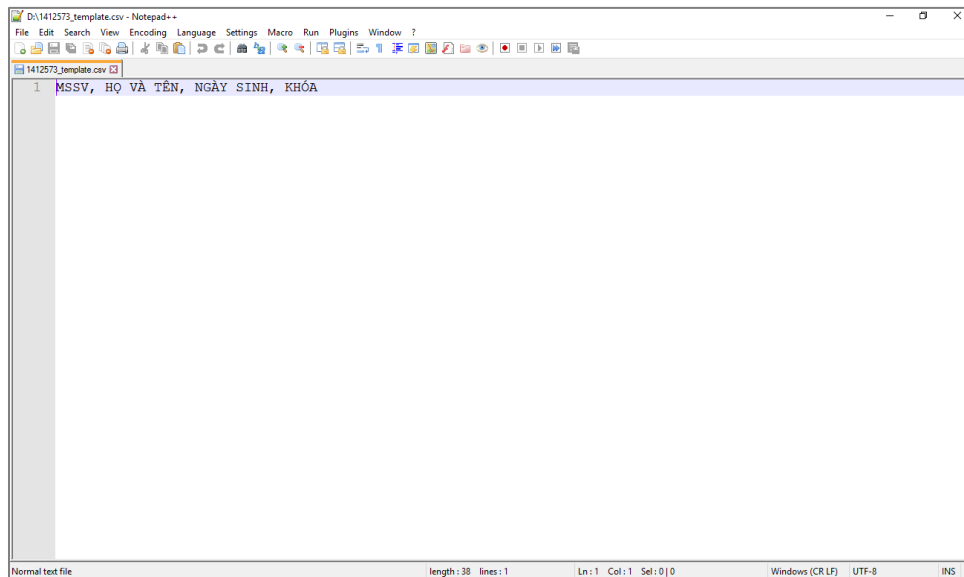 D:\1412573_template.csv - Notepad++
File Edit Search View Encoding Language Settings Macro Run Plugins Window ?
1412573_template.csv
1 MSSV, HỌ VÀ TÊN, NGÀY SINH, KHÓA
Normal text file length : 38 lines : 1 Ln : 1 Col : 1 Sel : 0 | 0 Windows (CR LF) UTF-8 INS